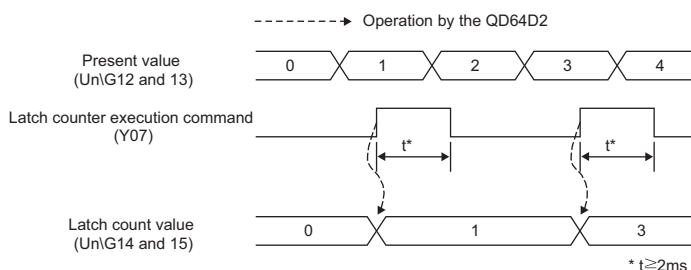 Operation by the QD64D2
Present value
(Un\G12 and 13)
0 1 2 3 4
Latch counter execution command
(Y07)
t* t*
Latch count value
(Un\G14 and 15)
0 1 3
* t≧2ms